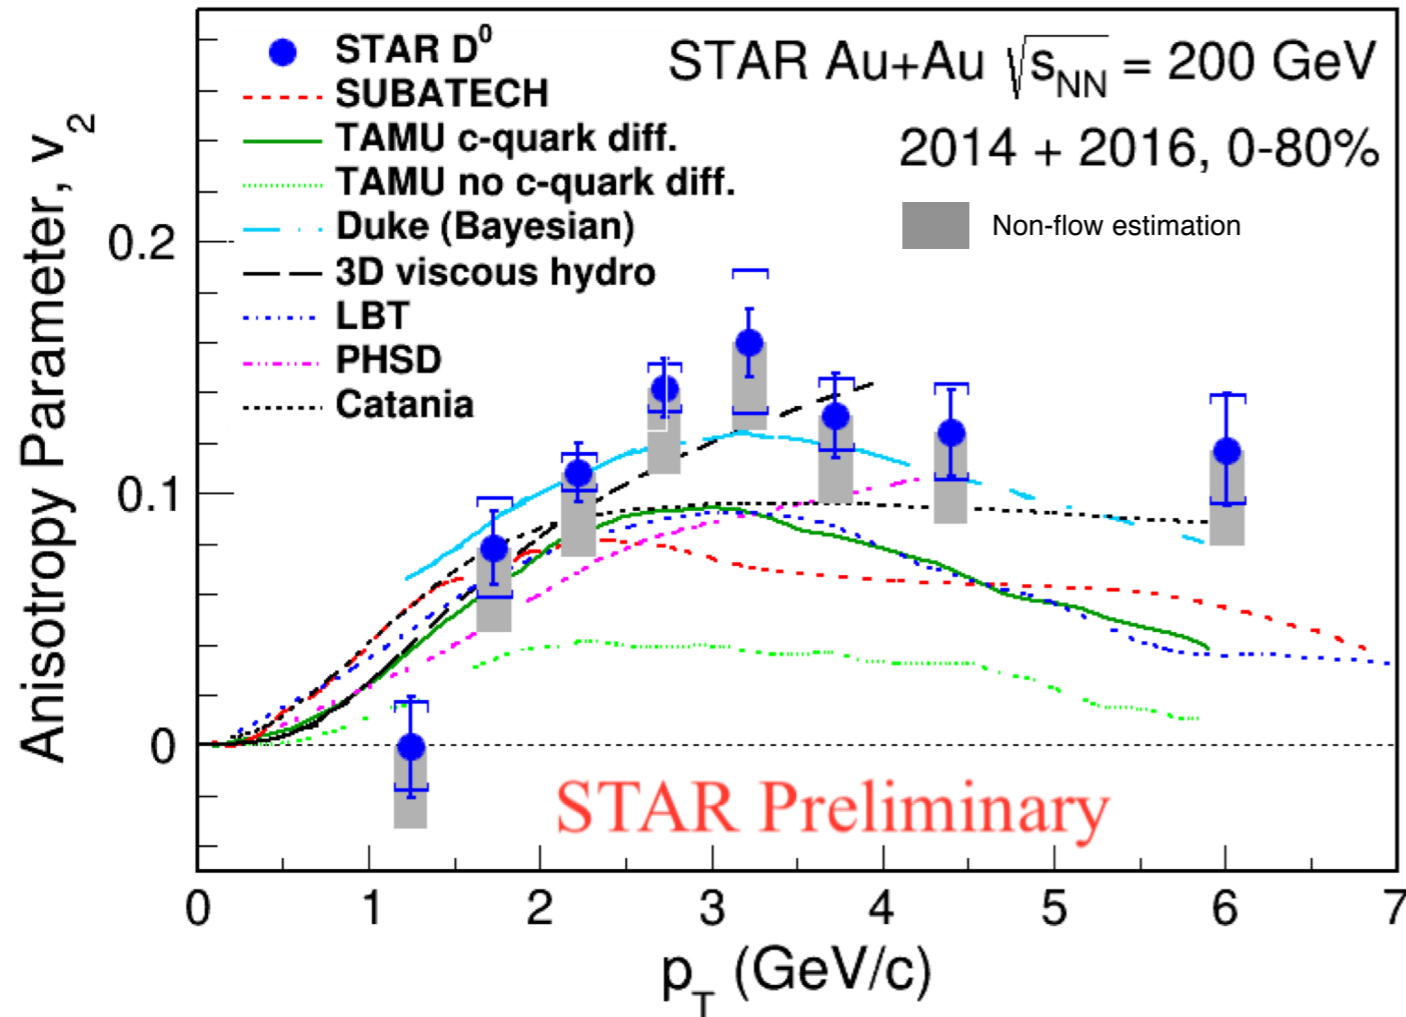 STAR D⁰
SUBATECH
TAMU c-quark diff.
TAMU no c-quark diff.
Duke (Bayesian)
3D viscous hydro
LBT
PHSD
Catania
STAR Au+Au √s_NN = 200 GeV
2014 + 2016, 0-80%
Non-flow estimation
Anisotropy Parameter, v₂
0.2
0.1
0
STAR Preliminary
0 1 2 3 4 5 6 7
p_T (GeV/c)